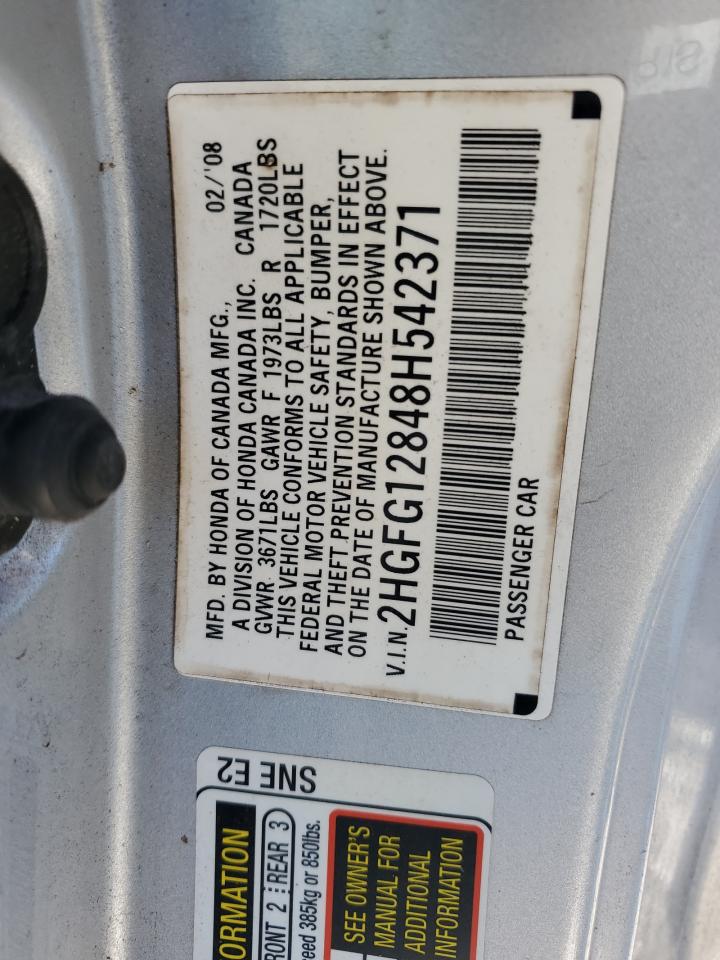 MFD. BY HONDA OF CANADA MFG., 02/'08
A DIVISION OF HONDA CANADA INC. CANADA
GVWR 3671LBS GAWR F 1973LBS R 1720LBS
THIS VEHICLE CONFORMS TO ALL APPLICABLE
FEDERAL MOTOR VEHICLE SAFETY, BUMPER,
AND THEFT PREVENTION STANDARDS IN EFFECT
ON THE DATE OF MANUFACTURE SHOWN ABOVE.
V.I.N. 2HGFG12848H542371
PASSENGER CAR
SNE E2
ORMATION
RONT 2 REAR 3
eed 385kg or 850lbs.
SEE OWNER'S
MANUAL FOR
ADDITIONAL
INFORMATION